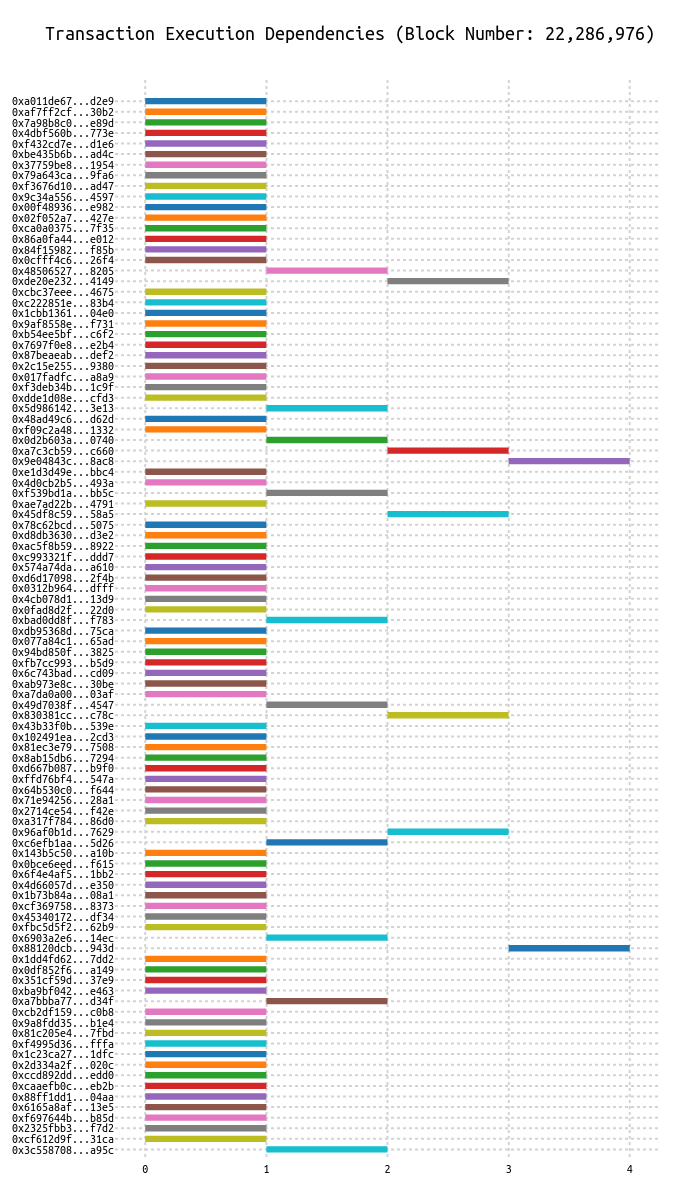 Transaction Execution Dependencies (Block Number: 22,286,976)
0xa011de67...d2e9
0xaf7ff2cf...30b2
0x7a98b8c0...e89d
0x4dbf560b...773e
0xf432cd7e...d1e6
0xbe435b6b...ad4c
0x37759be8...1954
0x79a643ca...9fa6
0xf3676d10...ad47
0x9c34a556...4597
0x00f48936...e982
0x02f052a7...427e
0xca0a0375...7f35
0x86a0fa44...e012
0x84f15982...f85b
0x0cfff4c6...26f4
0x48506527...8205
0xde20e232...4149
0xcbc37eee...4675
0xc222851e...83b4
0x1cbb1361...04e0
0x9af8558e...f731
0xb54ee5bf...c6f2
0x7697f0e8...e2b4
0x87beaeab...def2
0x2c15e255...9380
0x017fadfc...a8a9
0xf3deb34b...1c9f
0xdde1d08e...cfd3
0x5d986142...3e13
0x48ad49c6...d62d
0xf09c2a48...1332
0x0d2b603a...0740
0xa7c3cb59...c660
0x9e04843c...8ac8
0xe1d3d49e...bbc4
0x4d0cb2b5...493a
0xf539bd1a...bb5c
0xae7ad22b...4791
0x45df8c59...58a5
0x78c62bcd...5075
0xd8db3630...d3e2
0xac5f8b59...8922
0xc993321f...ddd7
0x574a74da...a610
0xd6d17098...2f4b
0x0312b964...dfff
0x4cb078d1...13d9
0x0fad8d2f...22d0
0xbad0dd8f...f783
0xdb95368d...75ca
0x077a84c1...65ad
0x94bd850f...3825
0xfb7cc993...b5d9
0x6c743bad...cd09
0xab973e8c...30be
0xa7da0a00...03af
0x49d7038f...4547
0x830381cc...c78c
0x43b33f0b...539e
0x102491ea...2cd3
0x81ec3e79...7508
0x8ab15db6...7294
0xd667b087...b9f0
0xffd76bf4...547a
0x64b530c0...f644
0x71e94256...28a1
0x2714ce54...f42e
0xa317f784...86d0
0x96af0b1d...7629
0xc6efb1aa...5d26
0x143b5c50...a10b
0x0bce6eed...f615
0x6f4e4af5...1bb2
0x4d66057d...e350
0x1b73b84a...08a1
0xcf369758...8373
0x45340172...df34
0xfbc5d5f2...62b9
0x6903a2e6...14ec
0x88120dcb...943d
0x1dd4fd62...7dd2
0x0df852f6...a149
0x351cf59d...37e9
0xba9bf042...e463
0xa7bbba77...d34f
0xcb2df159...c0b8
0x9a8fdd35...b1e4
0x81c205e4...7fbd
0xf4995d36...fffa
0x1c23ca27...1dfc
0x2d334a2f...020c
0xccd892dd...edd0
0xcaaefb0c...eb2b
0x88ff1dd1...04aa
0x6165a8af...13e5
0xf697644b...b85d
0x2325fbb3...f7d2
0xcf612d9f...31ca
0x3c558708...a95c
0 1 2 3 4